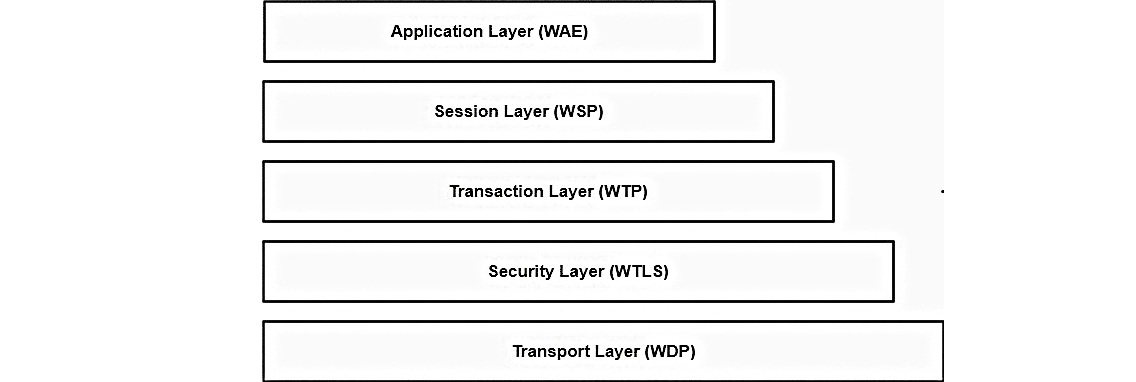 Application Layer (WAE)
Session Layer (WSP)
Transaction Layer (WTP)
Security Layer (WTLS)
Transport Layer (WDP)